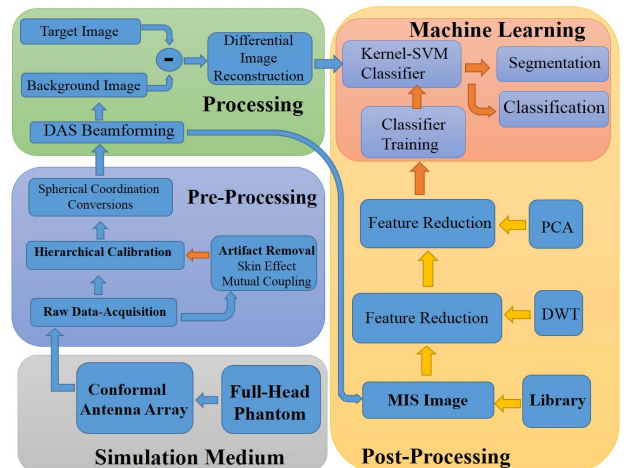 Target Image
-
Background Image
Differential
Image
Reconstruction
Processing
DAS Beamforming
Machine Learning
Kernel-SVM
Classifier
Segmentation
Classification
Classifier
Training
Spherical Coordination
Conversions
Pre-Processing
Hierarchical Calibration
Artifact Removal
Skin Effect
Mutual Coupling
Raw Data-Acquisition
Feature Reduction
PCA
Feature Reduction
DWT
MIS Image
Library
Post-Processing
Conformal
Antenna Array
Full-Head
Phantom
Simulation Medium